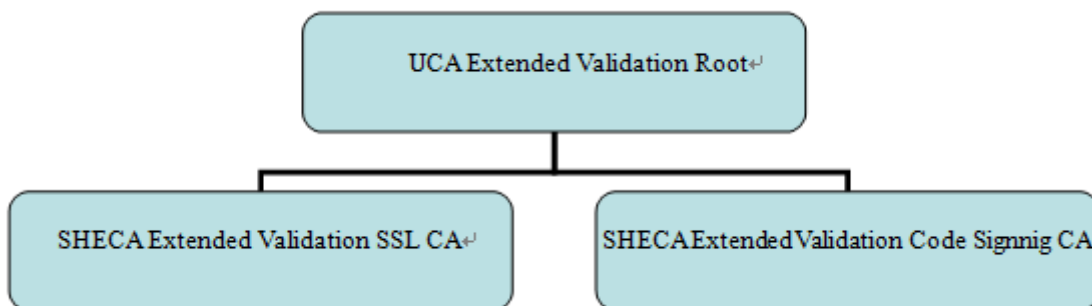 UCA Extended Validation Root↵
SHECA Extended Validation SSL CA↵
SHECA Extended Validation Code Signnig CA